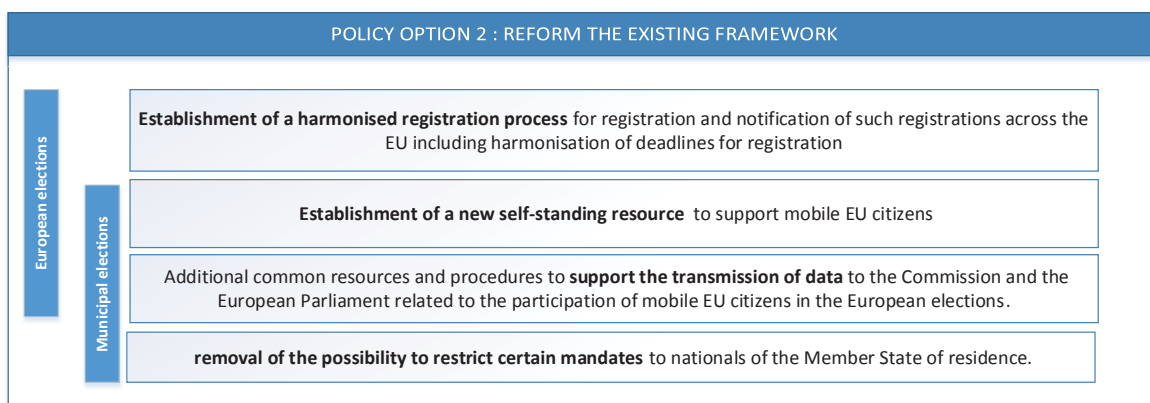 POLICY OPTION 2 : REFORM THE EXISTING FRAMEWORK
European elections
Municipal elections
Establishment of a harmonised registration process for registration and notification of such registrations across the
EU including harmonisation of deadlines for registration
Establishment of a new self-standing resource to support mobile EU citizens
Additional common resources and procedures to support the transmission of data to the Commission and the
European Parliament related to the participation of mobile EU citizens in the European elections.
removal of the possibility to restrict certain mandates to nationals of the Member State of residence.